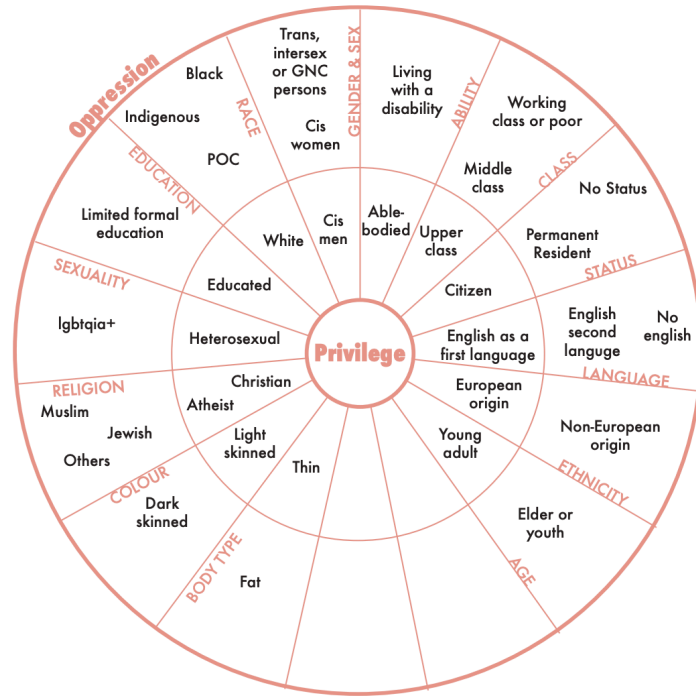 Oppression
Privilege
GENDER & SEX
Trans,
intersex
or GNC
persons
Cis
women
Cis
men
ABILITY
Living
with a
disability
Able-
bodied
CLASS
Working
class or poor
Middle
class
Upper
class
STATUS
No Status
Permanent
Resident
Citizen
LANGUAGE
English
second
languge
No
english
English as a
first language
ETHNICITY
Non-European
origin
European
origin
AGE
Elder or
youth
Young
adult
BODY TYPE
Fat
Thin
COLOUR
Dark
skinned
Light
skinned
RELIGION
Muslim
Jewish
Others
Christian
Atheist
SEXUALITY
lgbtqia+
Heterosexual
EDUCATION
Limited formal
education
Educated
RACE
Black
Indigenous
POC
White